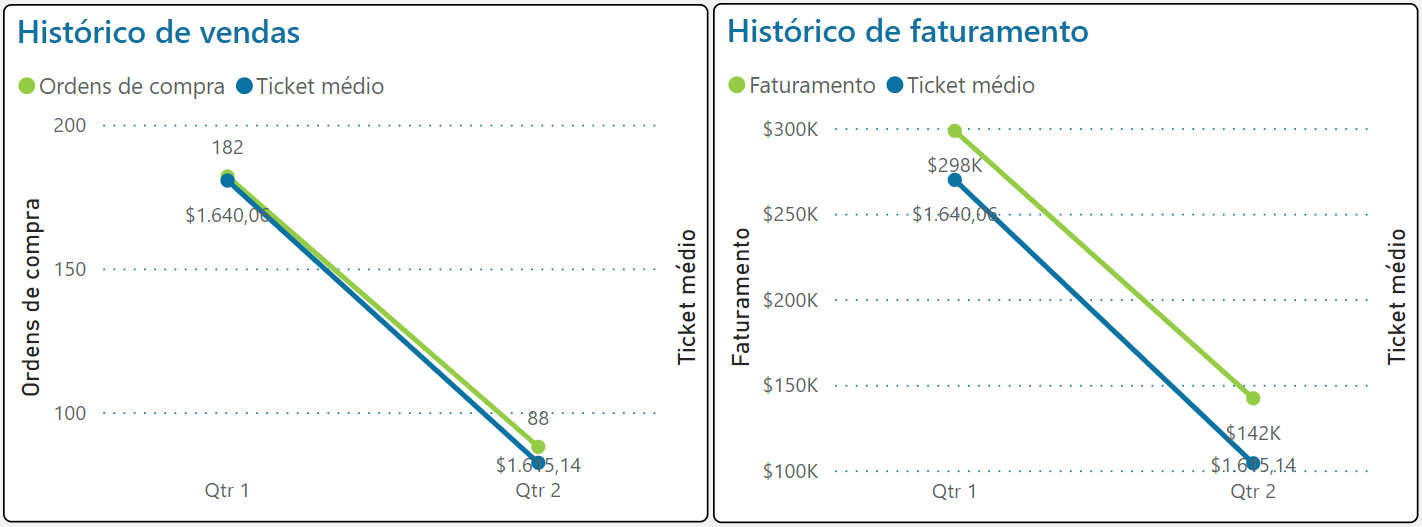 Histórico de vendas
Ordens de compra Ticket médio
200
182
$1.640,06
150
100
88
$1.615,14
Qtr 1 Qtr 2
Ordens de compra
Ticket médio
Histórico de faturamento
Faturamento Ticket médio
$300K
$298K
$1.640,06
$250K
$200K
$150K
$142K
$1.615,14
$100K
Qtr 1 Qtr 2
Faturamento
Ticket médio